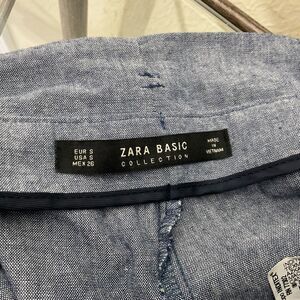 EUR S
USA S
MEX 26
ZARA BASIC
COLLECTION
MADE
IN
VIETNAM